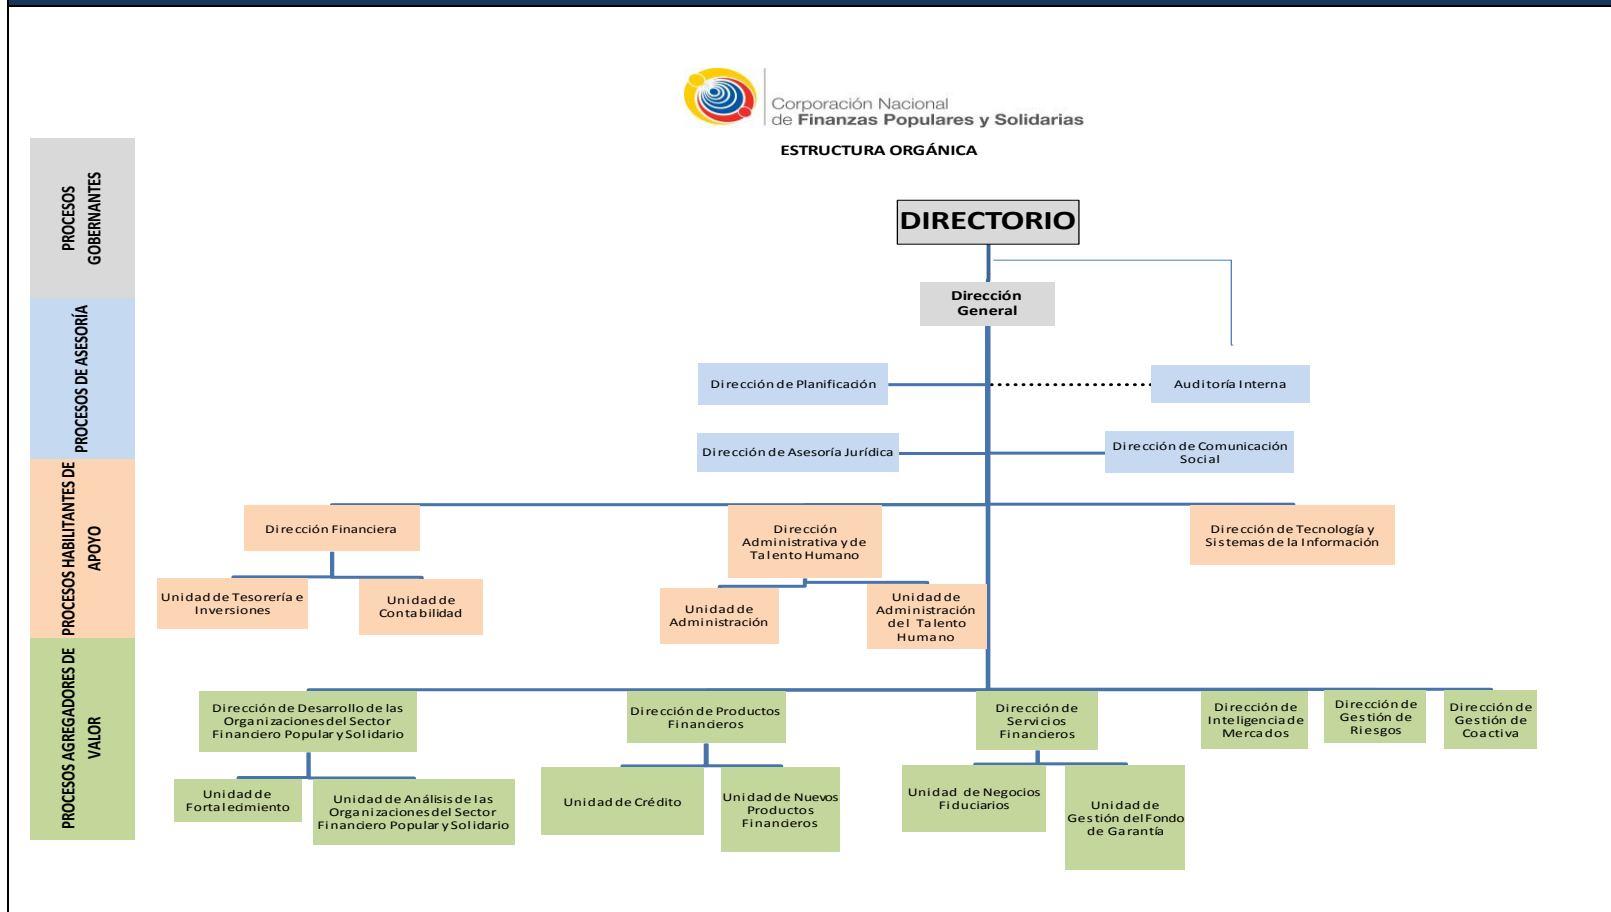 Corporación Nacional
de Finanzas Populares y Solidarias
ESTRUCTURA ORGÁNICA
PROCESOS
GOBERNANTES
DIRECTORIO
Dirección
General
PROCESOS DE ASESORÍA
Dirección de Planificación
Auditoría Interna
Dirección de Asesoría Jurídica
Dirección de Comunicación
Social
PROCESOS HABILITANTES DE
APOYO
Dirección Financiera
Dirección
Administrativa y de
Talento Humano
Dirección de Tecnología y
Sistemas de la Información
Unidad de Tesorería e
Inversiones
Unidad de
Contabilidad
Unidad de
Administración
Unidad de
Administración
del Talento
Humano
PROCESOS AGREGADORES DE
VALOR
Dirección de Desarrollo de las
Organizaciones del Sector
Financiero Popular y Solidario
Dirección de Productos
Financieros
Dirección de
Servicios
Financieros
Dirección de
Inteligencia de
Mercados
Dirección de
Gestión de
Riesgos
Dirección de
Gestión de
Coactiva
Unidad de
Fortalecimiento
Unidad de Análisis de las
Organizaciones del Sector
Financiero Popular y Solidario
Unidad de Crédito
Unidad de Nuevos
Productos
Financieros
Unidad de Negocios
Fiduciarios
Unidad de
Gestión del Fondo
de Garantía